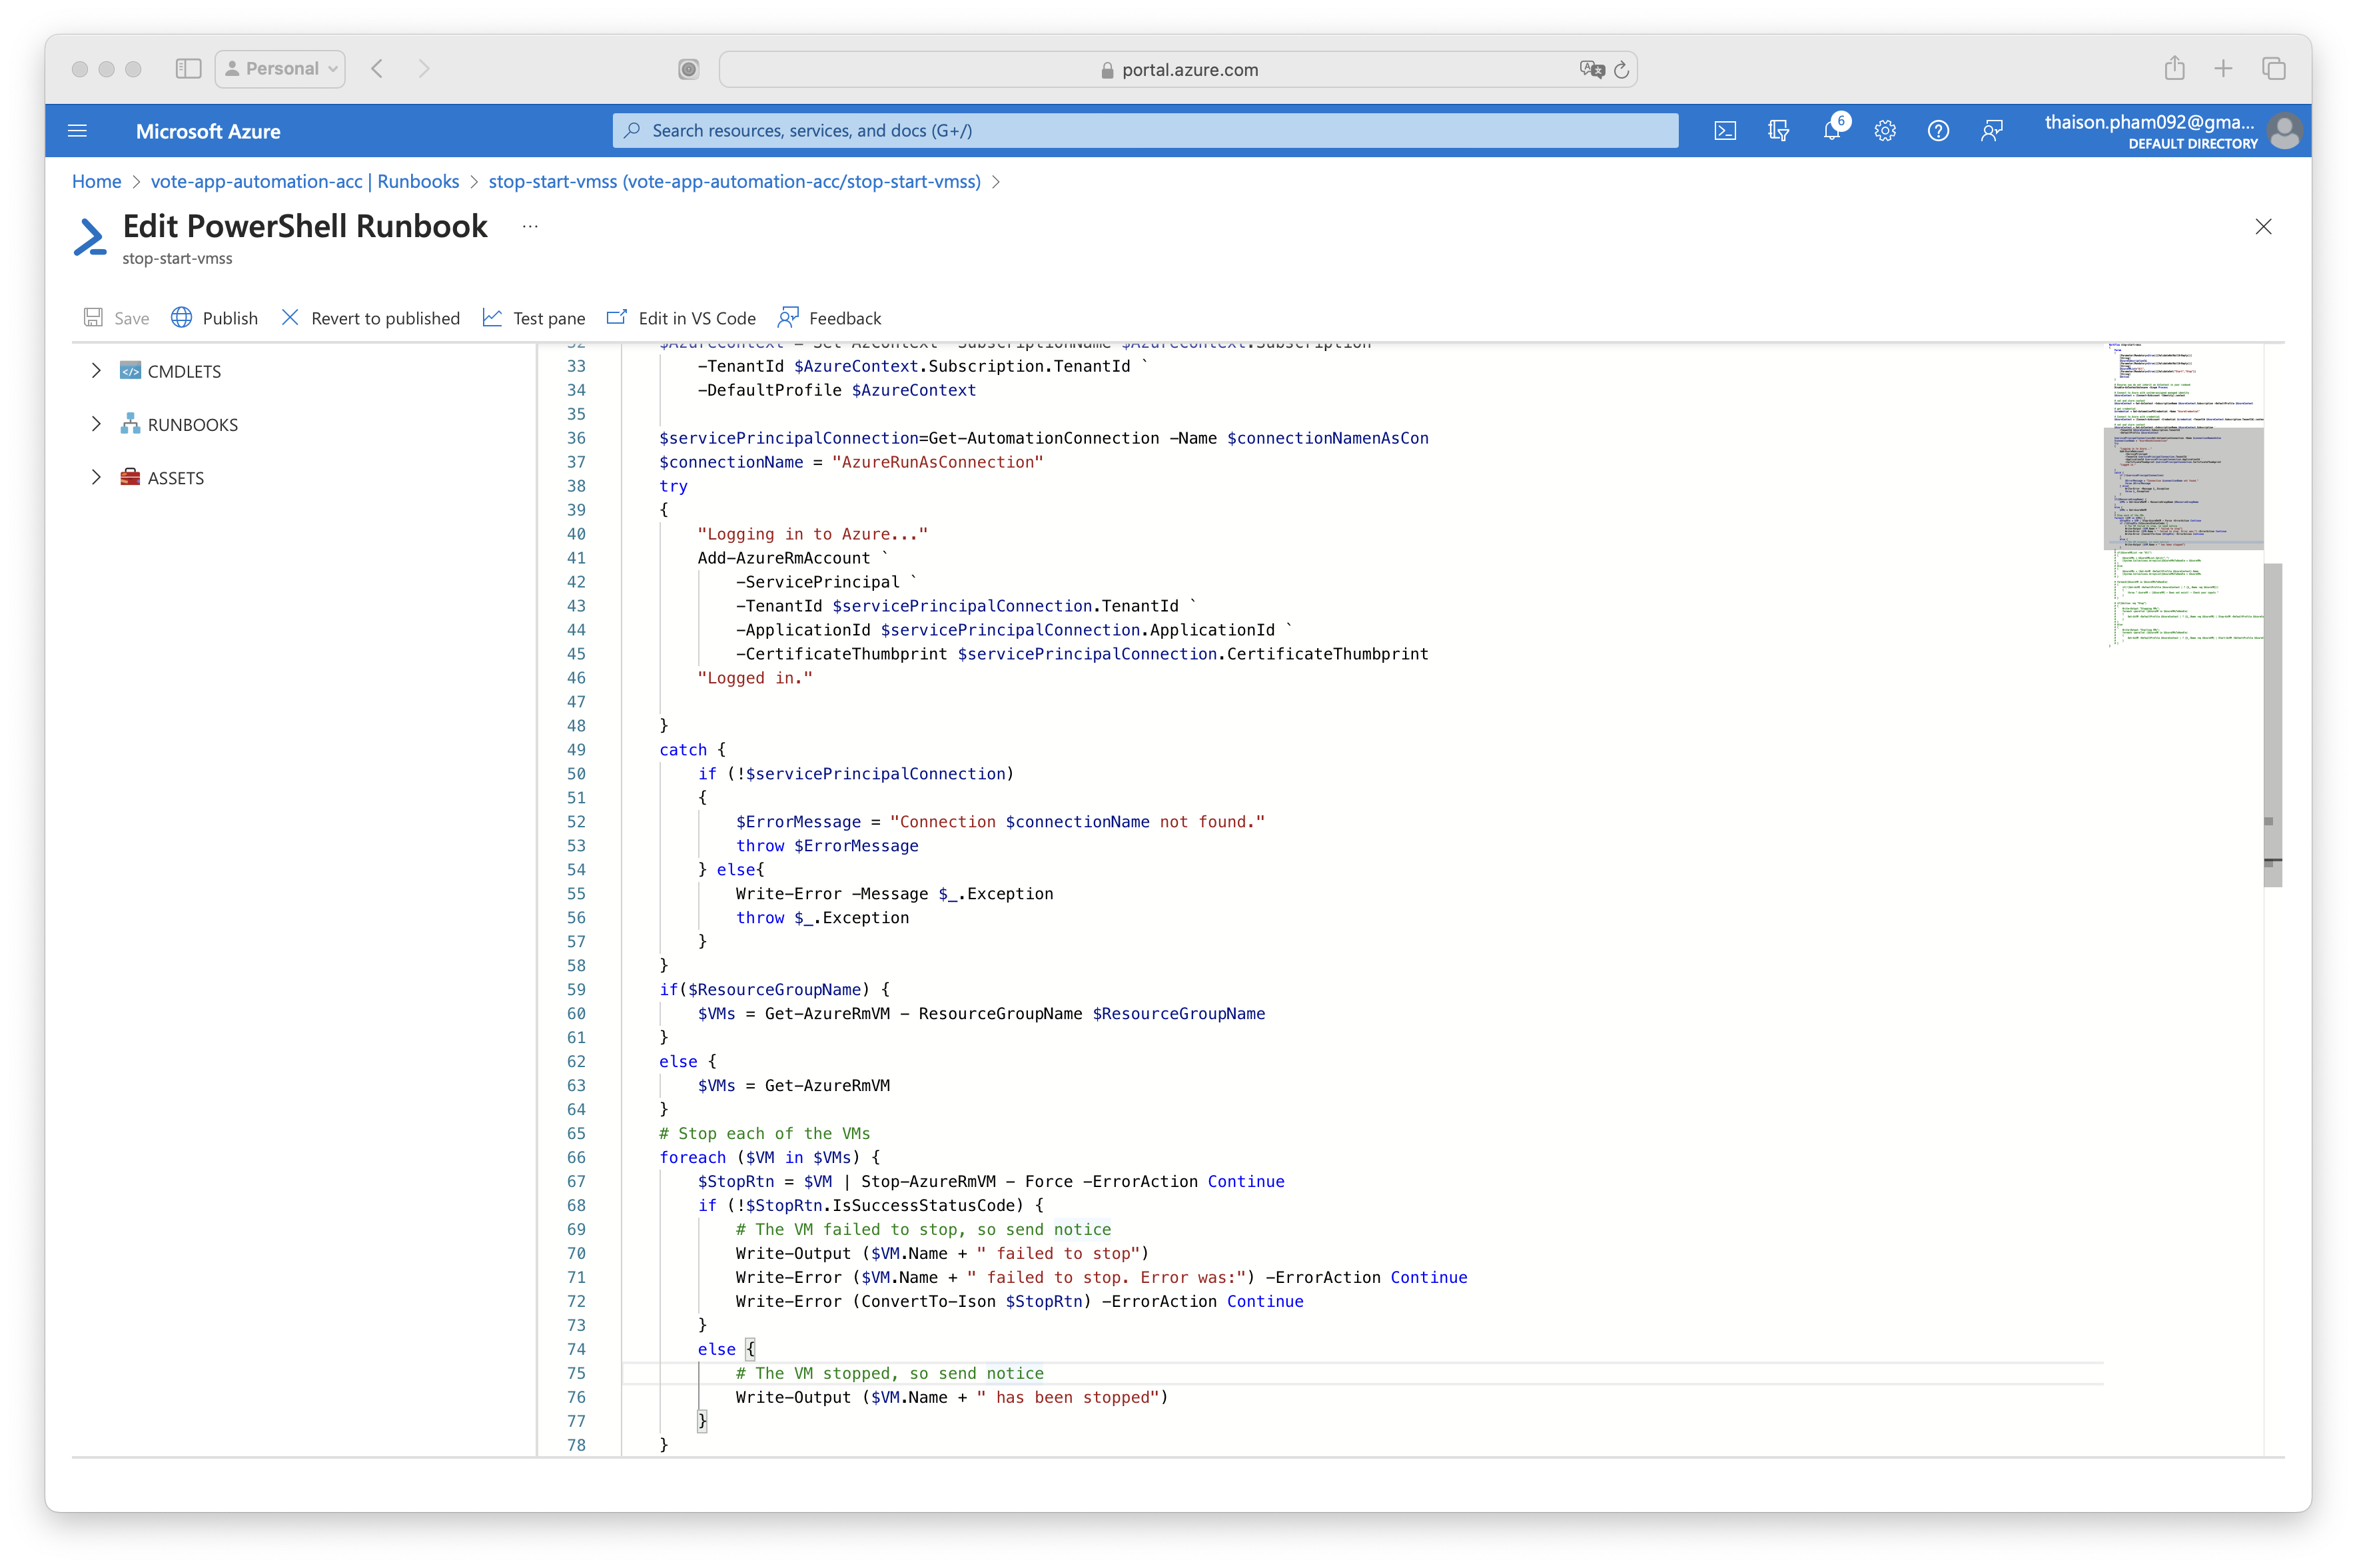 Personal
portal.azure.com
Microsoft Azure
Search resources, services, and docs (G+/)
6
thaison.pham092@gma...
DEFAULT DIRECTORY
Home > vote-app-automation-acc | Runbooks > stop-start-vmss (vote-app-automation-acc/stop-start-vmss) >
Edit PowerShell Runbook ...
stop-start-vmss
Save Publish Revert to published Test pane Edit in VS Code Feedback
CMDLETS
RUNBOOKS
ASSETS
33 -TenantId $AzureContext.Subscription.TenantId `
34 -DefaultProfile $AzureContext
35
36 $servicePrincipalConnection=Get-AutomationConnection -Name $connectionNamenAsCon
37 $connectionName = "AzureRunAsConnection"
38 try
39 {
40 "Logging in to Azure..."
41 Add-AzureRmAccount `
42 -ServicePrincipal `
43 -TenantId $servicePrincipalConnection.TenantId `
44 -ApplicationId $servicePrincipalConnection.ApplicationId `
45 -CertificateThumbprint $servicePrincipalConnection.CertificateThumbprint
46 "Logged in."
47
48 }
49 catch {
50 if (!$servicePrincipalConnection)
51 {
52 $ErrorMessage = "Connection $connectionName not found."
53 throw $ErrorMessage
54 } else{
55 Write-Error -Message $_.Exception
56 throw $_.Exception
57 }
58 }
59 if($ResourceGroupName) {
60 $VMs = Get-AzureRmVM - ResourceGroupName $ResourceGroupName
61 }
62 else {
63 $VMs = Get-AzureRmVM
64 }
65 # Stop each of the VMs
66 foreach ($VM in $VMs) {
67 $StopRtn = $VM | Stop-AzureRmVM - Force -ErrorAction Continue
68 if (!$StopRtn.IsSuccessStatusCode) {
69 # The VM failed to stop, so send notice
70 Write-Output ($VM.Name + " failed to stop")
71 Write-Error ($VM.Name + " failed to stop. Error was:") -ErrorAction Continue
72 Write-Error (ConvertTo-Ison $StopRtn) -ErrorAction Continue
73 }
74 else {
75 # The VM stopped, so send notice
76 Write-Output ($VM.Name + " has been stopped")
77 }
78 }